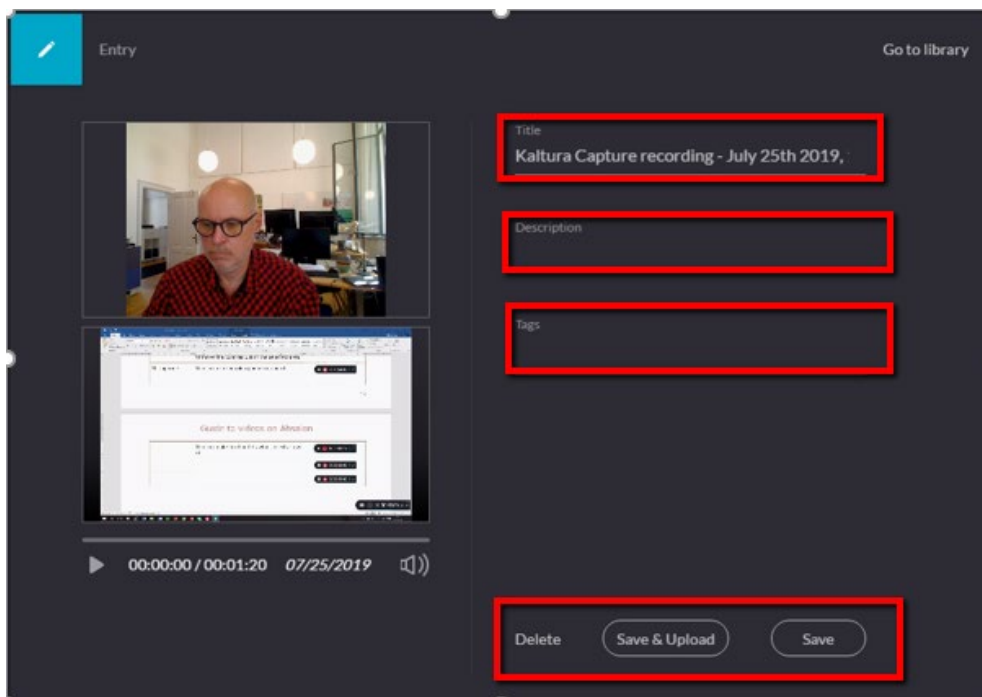 Entry
Go to library
Title
Kaltura Capture recording - July 25th 2019,
Description
Tags
Guide to videos on Absalon
00:00:00 / 00:01:20 07/25/2019
Delete Save & Upload Save